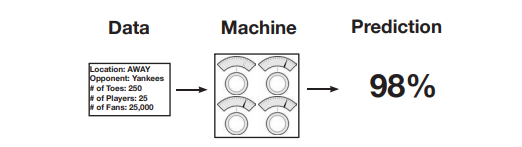 Data
Machine
Prediction
Location: AWAY
Opponent: Yankees
# of Toes: 250
# of Players: 25
# of Fans: 25,000
98%